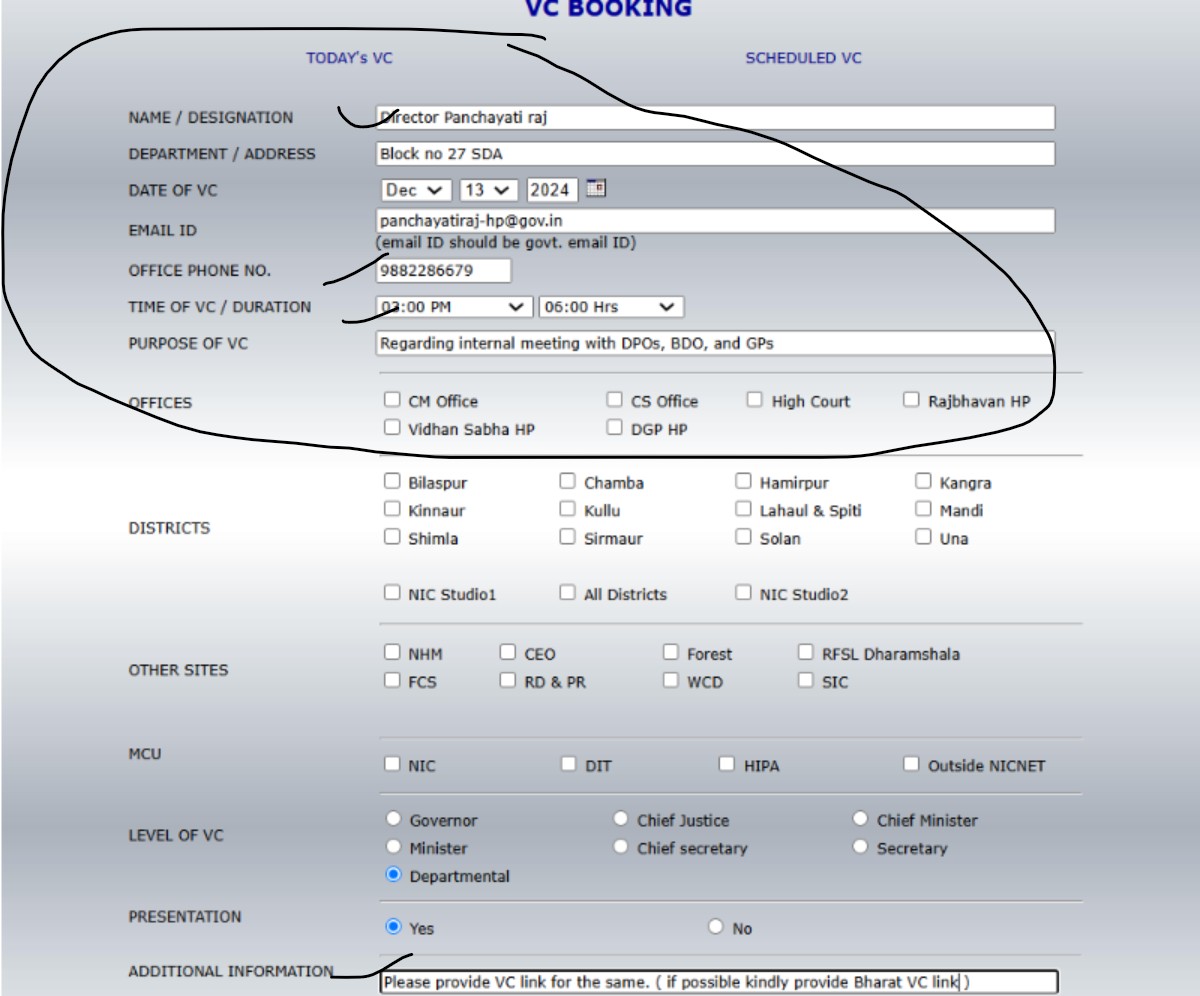 VC BOOKING
TODAY's VC SCHEDULED VC
NAME / DESIGNATION Director Panchayati raj
DEPARTMENT / ADDRESS Block no 27 SDA
DATE OF VC Dec 13 2024
EMAIL ID panchayatiraj-hp@gov.in
(email ID should be govt. email ID)
OFFICE PHONE NO. 9882286679
TIME OF VC / DURATION 03:00 PM 06:00 Hrs
PURPOSE OF VC Regarding internal meeting with DPOs, BDO, and GPs
OFFICES CM Office CS Office High Court Rajbhavan HP
Vidhan Sabha HP DGP HP
Bilaspur Chamba Hamirpur Kangra
Kinnaur Kullu Lahaul & Spiti Mandi
DISTRICTS
Shimla Sirmaur Solan Una
NIC Studio1 All Districts NIC Studio2
NHM CEO Forest RFSL Dharamshala
OTHER SITES
FCS RD & PR WCD SIC
MCU
NIC DIT HIPA Outside NICNET
Governor Chief Justice Chief Minister
LEVEL OF VC
Minister Chief secretary Secretary
Departmental
PRESENTATION
Yes No
ADDITIONAL INFORMATION
Please provide VC link for the same. ( if possible kindly provide Bharat VC link )